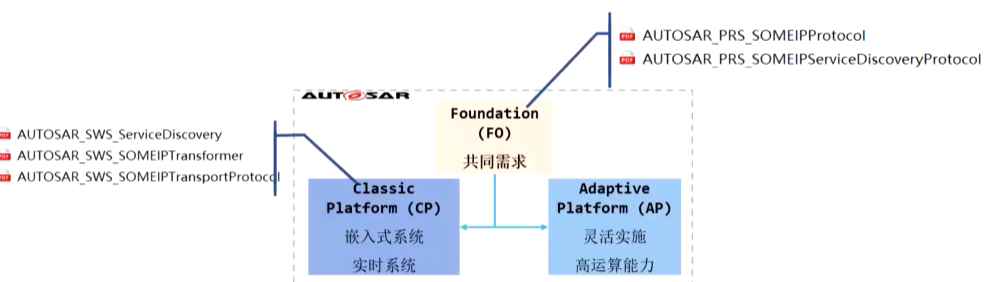 AUTOSAR_PRS_SOMEIPProtocol
AUTOSAR_PRS_SOMEIPServiceDiscoveryProtocol
AUTOSAR
Foundation
(FO)
共同需求
AUTOSAR_SWS_ServiceDiscovery
AUTOSAR_SWS_SOMEIPTransformer
AUTOSAR_SWS_SOMEIPTransportProtocol
Classic
Platform (CP)
嵌入式系统
实时系统
Adaptive
Platform (AP)
灵活实施
高运算能力